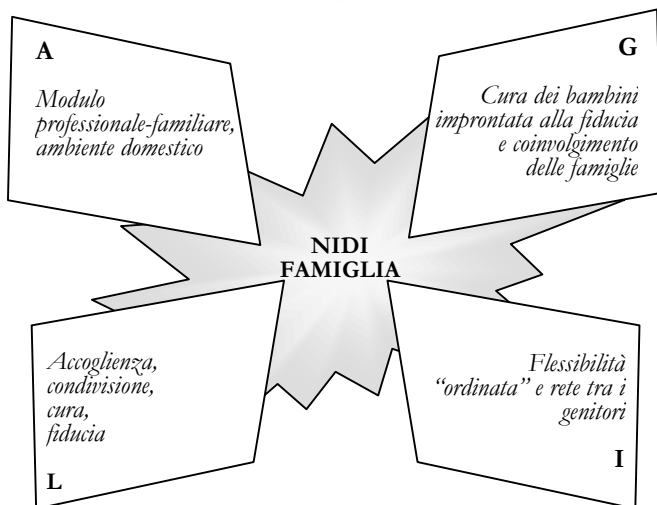 A
Modulo
professionale-familiare,
ambiente domestico
G
Cura dei bambini
improntata alla fiducia
e coinvolgimento
delle famiglie
NIDI
FAMIGLIA
Accoglienza,
condivisione,
cura,
fiducia
L
Flessibilità
“ordinata” e rete tra i
genitori
I